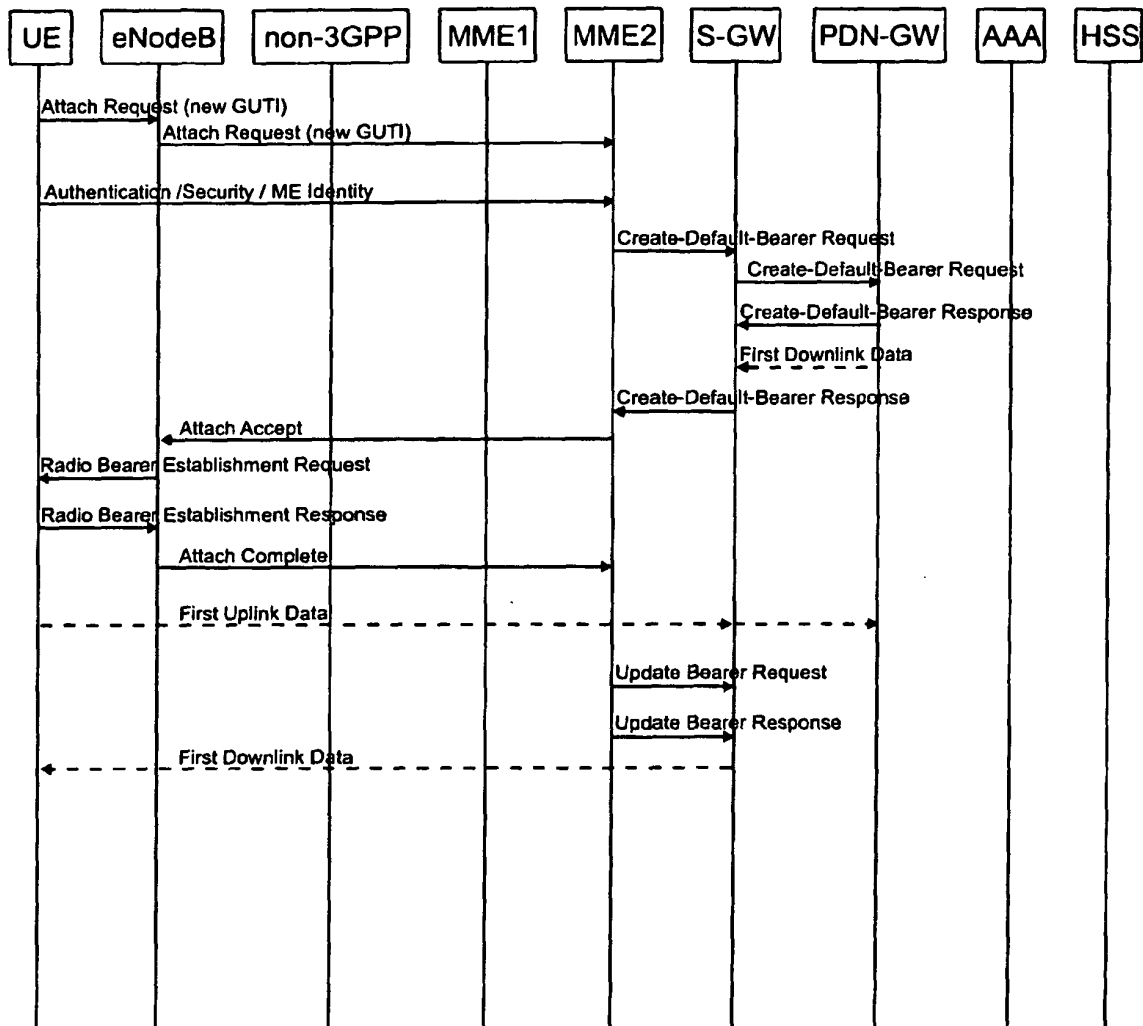 UE eNodeB non-3GPP MME1 MME2 S-GW PDN-GW AAA HSS
Attach Request (new GUTI)
Attach Request (new GUTI)
Authentication /Security / ME Identity
Create-Default-Bearer Request
Create-Default-Bearer Request
Create-Default-Bearer Response
First Downlink Data
Create-Default-Bearer Response
Attach Accept
Radio Bearer Establishment Request
Radio Bearer Establishment Response
Attach Complete
First Uplink Data
Update Bearer Request
Update Bearer Response
First Downlink Data